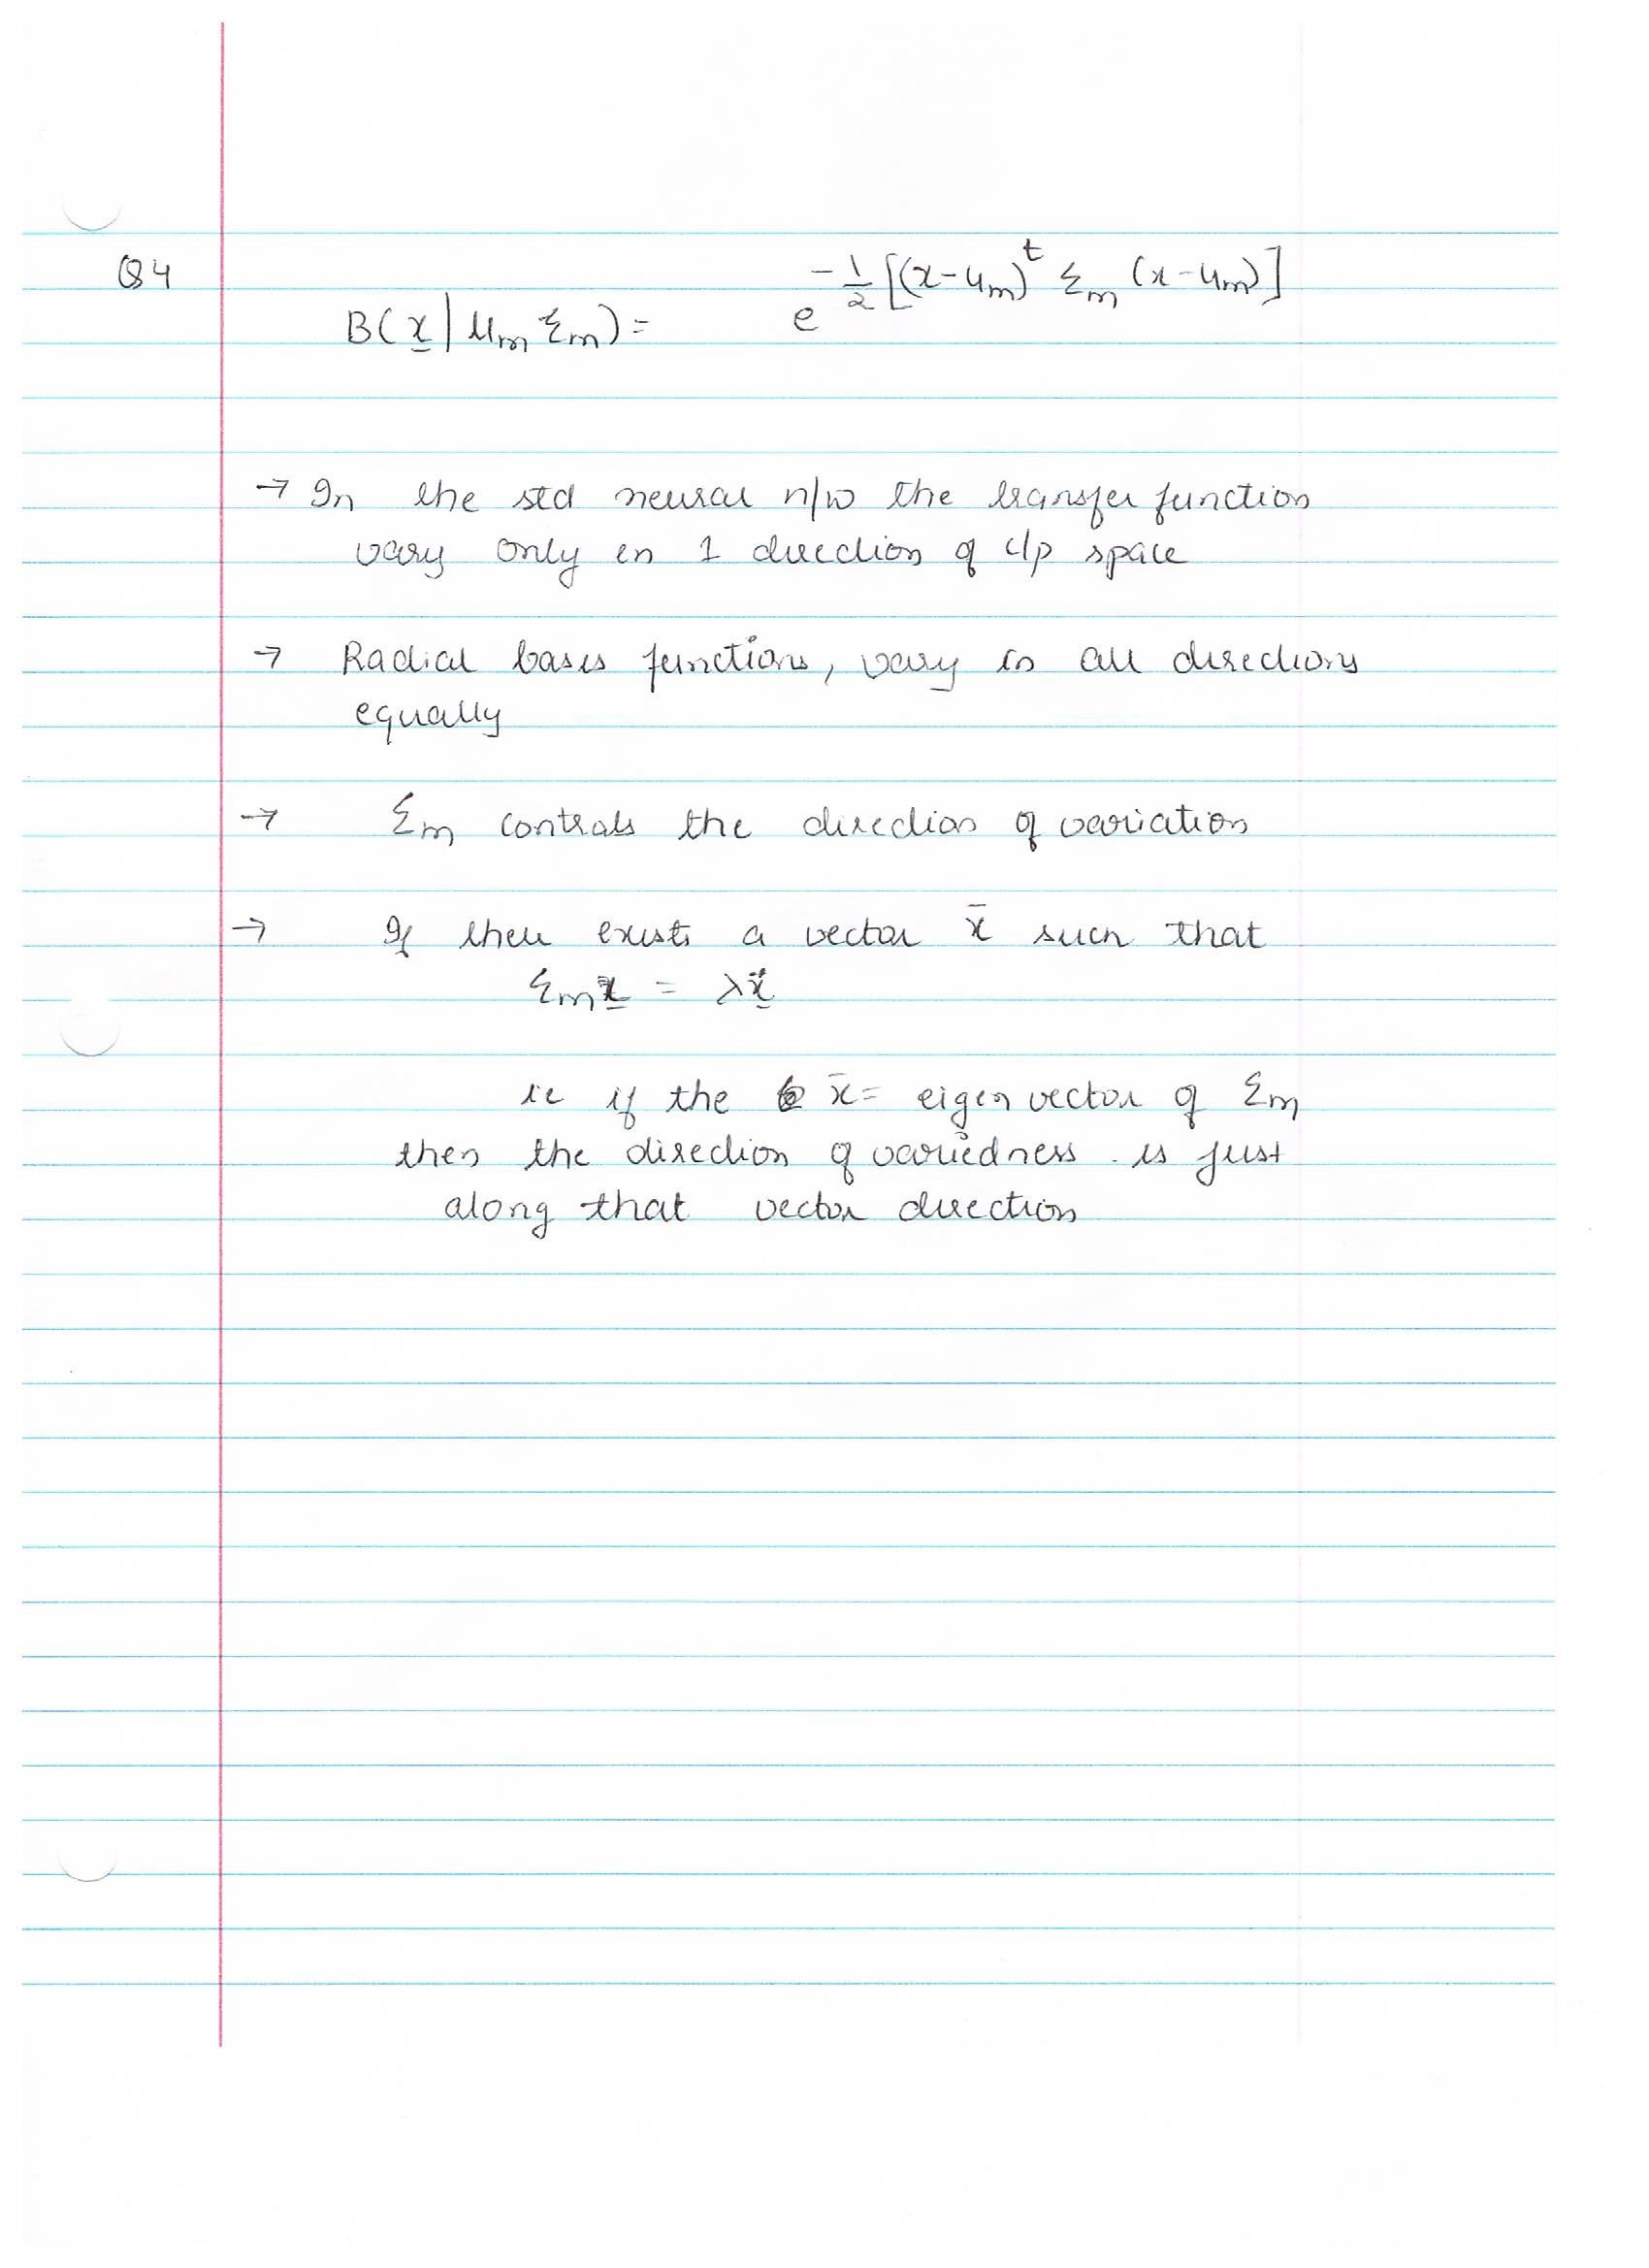 Q4
e^{-1/2 [(x-μm)^t Σm (x-μm)]}
B(x | μm Σm) =
→ In the std neural n/w the transfer function
vary only in 1 direction of i/p space
→ Radial basis functions, vary in all directions
equally
→ Σm controls the direction of variation
→ If there exists a vector x̄ such that
Σm x = λx
ie if the x̄ = eigen vector of Σm
then the direction of variedness is just
along that vector direction